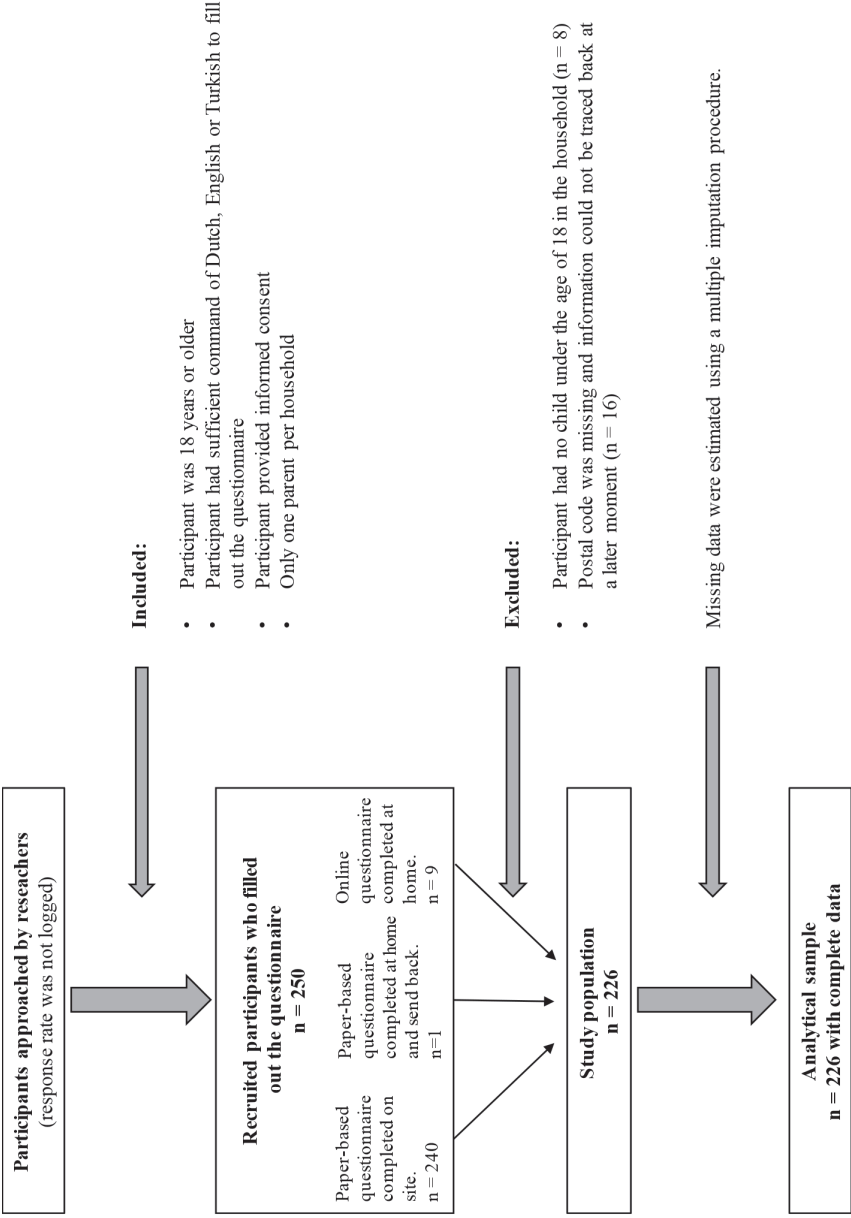 Participants approached by reseachers
(response rate was not logged)
Included:
• Participant was 18 years or older
• Participant had sufficient command of Dutch, English or Turkish to fill
out the questionnaire
• Participant provided informed consent
• Only one parent per household
Recruited participants who filled
out the questionnaire
n = 250
Paper-based
questionnaire
completed on
site.
n = 240
Paper-based
questionnaire
completed at home
and send back.
n=1
Online
questionnaire
completed at
home.
n = 9
Excluded:
• Participant had no child under the age of 18 in the household (n = 8)
• Postal code was missing and information could not be traced back at
a later moment (n = 16)
Study population
n = 226
Missing data were estimated using a multiple imputation procedure.
Analytical sample
n = 226 with complete data